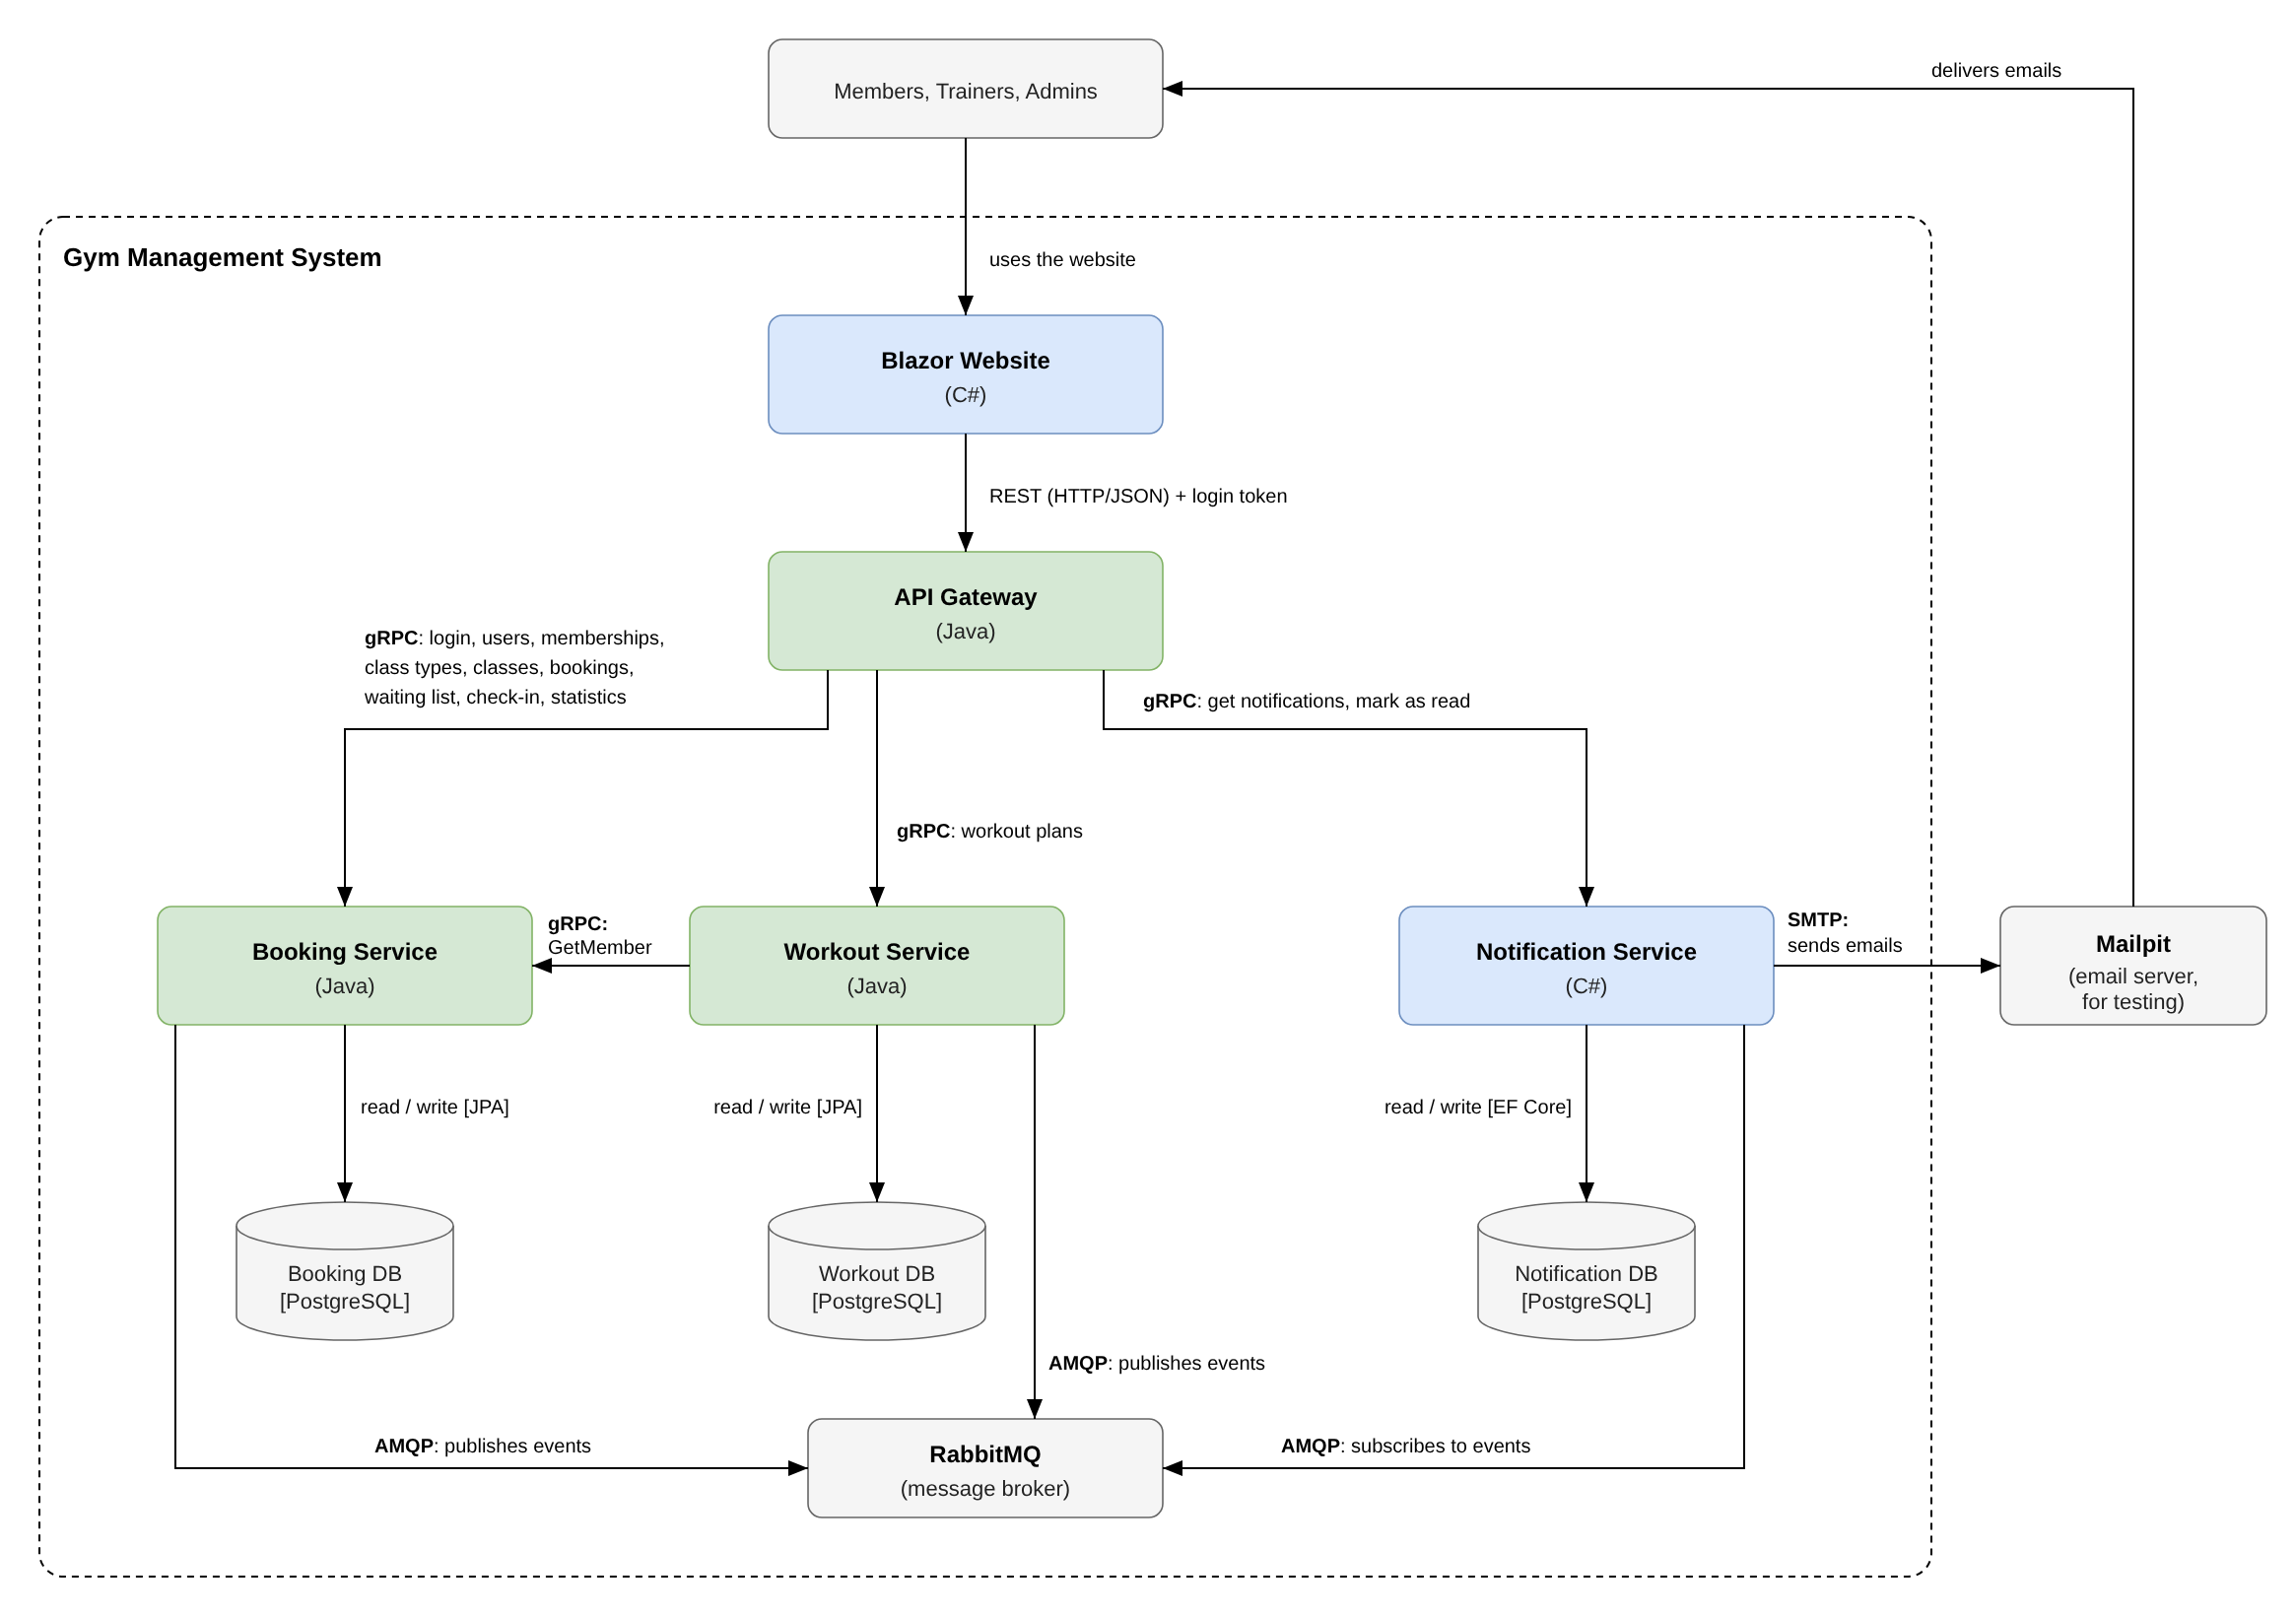 Members, Trainers, Admins
delivers emails
Gym Management System
uses the website
Blazor Website
(C#)
REST (HTTP/JSON) + login token
API Gateway
(Java)
gRPC: login, users, memberships,
class types, classes, bookings,
waiting list, check-in, statistics
gRPC: get notifications, mark as read
gRPC: workout plans
Booking Service
(Java)
gRPC:
GetMember
Workout Service
(Java)
Notification Service
(C#)
SMTP:
sends emails
Mailpit
(email server,
for testing)
read / write [JPA]
read / write [JPA]
read / write [EF Core]
Booking DB
[PostgreSQL]
Workout DB
[PostgreSQL]
Notification DB
[PostgreSQL]
AMQP: publishes events
AMQP: publishes events
RabbitMQ
(message broker)
AMQP: subscribes to events